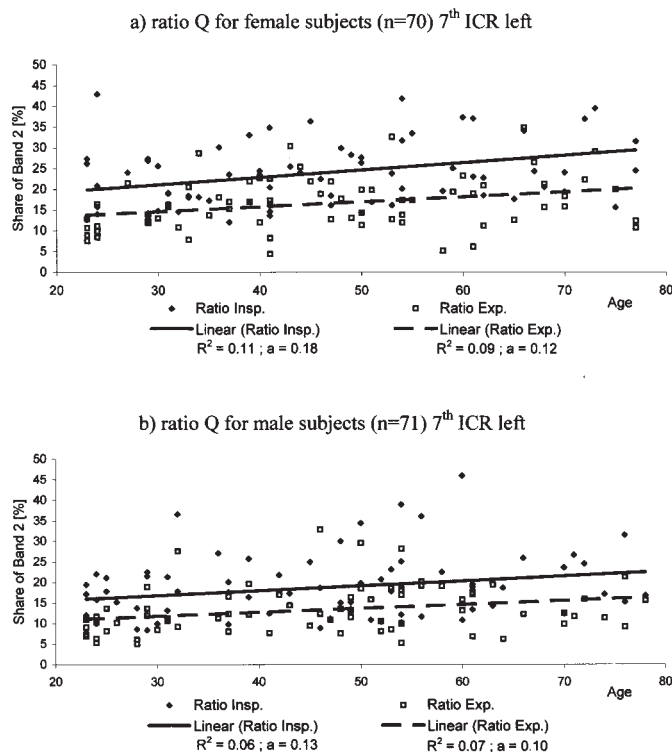 a) ratio Q for female subjects (n=70) 7th ICR left
Share of Band 2 [%]
50
45
40
35
30
25
20
15
10
5
0
20 30 40 50 60 70 80
Age
Ratio Insp. Ratio Exp.
Linear (Ratio Insp.) Linear (Ratio Exp.)
R2 = 0.11 ; a = 0.18 R2 = 0.09 ; a = 0.12
b) ratio Q for male subjects (n=71) 7th ICR left
Share of Band 2 [%]
50
45
40
35
30
25
20
15
10
5
0
20 30 40 50 60 70 80
Age
Ratio Insp. Ratio Exp.
Linear (Ratio Insp.) Linear (Ratio Exp.)
R2 = 0.06 ; a = 0.13 R2 = 0.07 ; a = 0.10